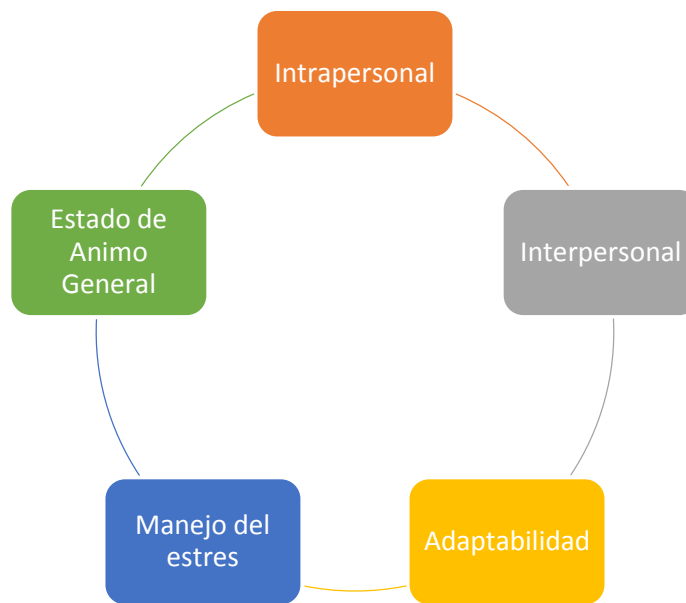 Intrapersonal
Interpersonal
Adaptabilidad
Manejo del
estres
Estado de
Animo
General